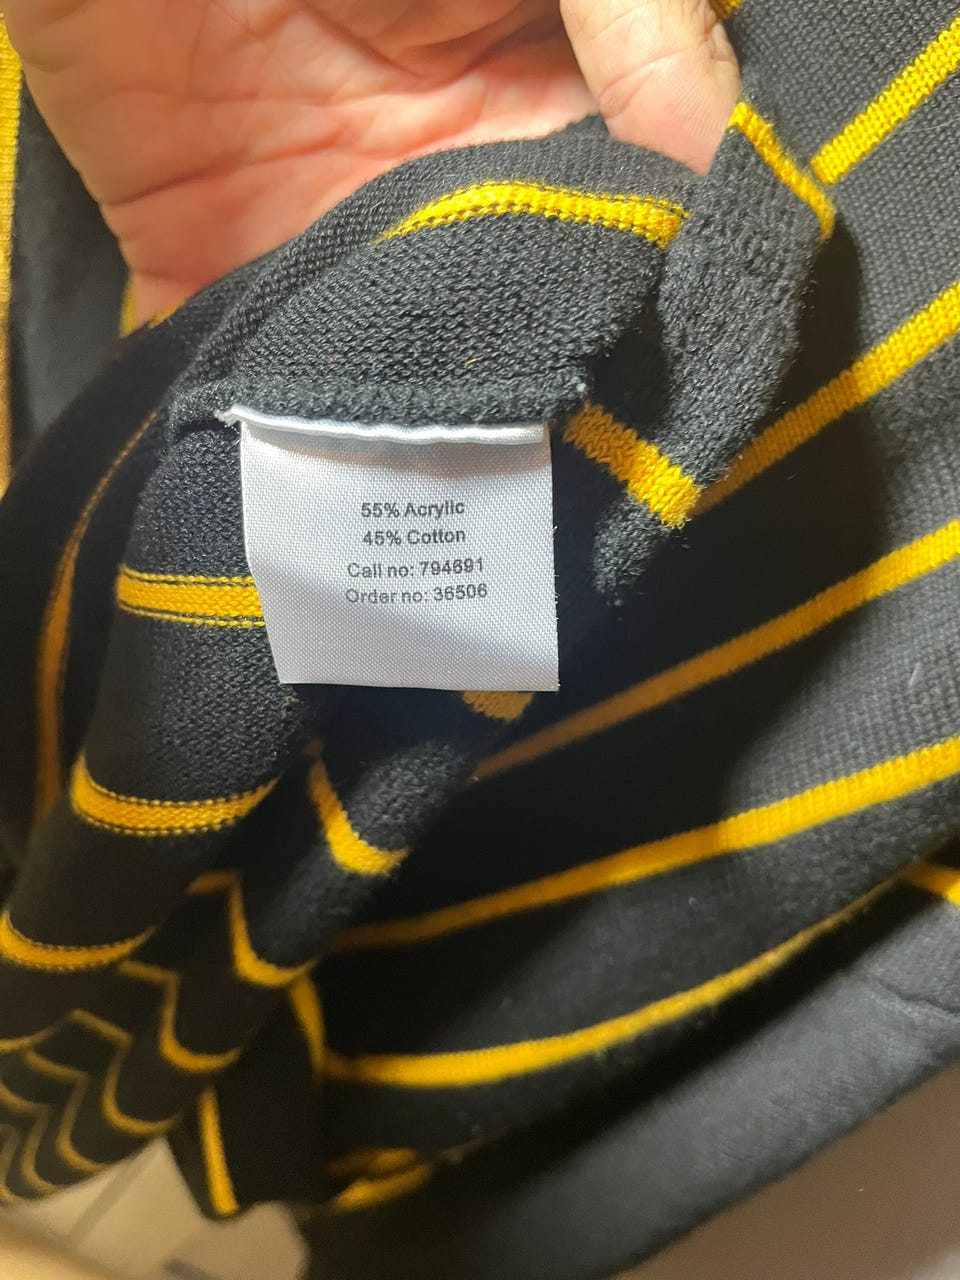 55% Acrylic
45% Cotton
Call no: 794691
Order no: 36506